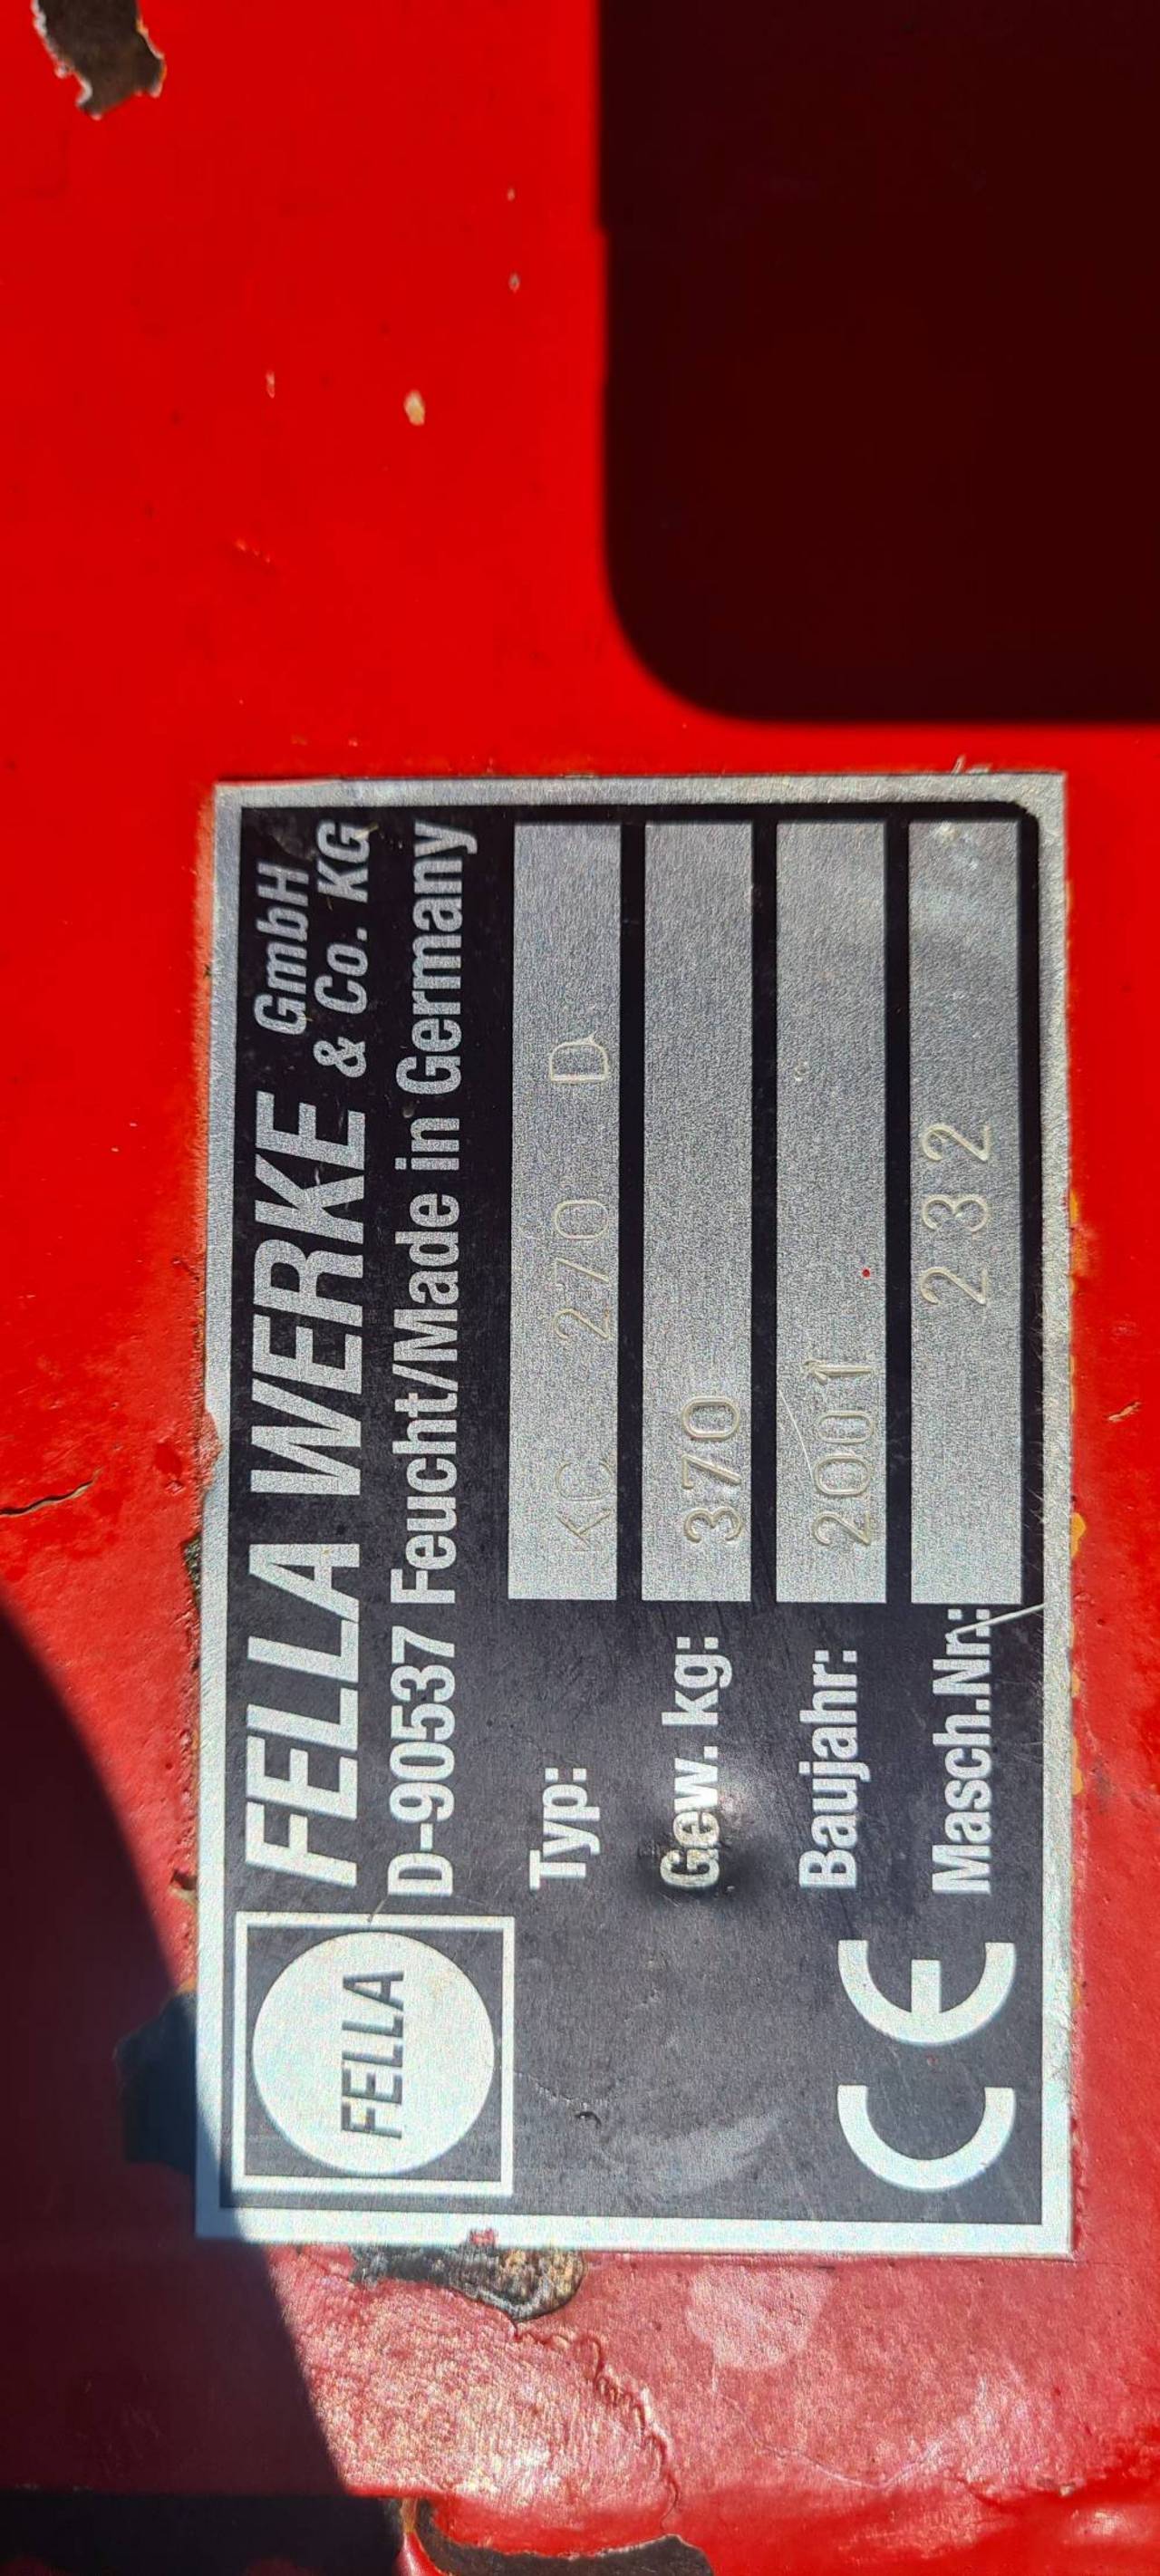 FELLA
FELLA WERKE GmbH & Co. KG
D-90537 Feucht/Made in Germany
Typ: KC 270 D
Gew. kg: 370
Baujahr: 2001
Masch.Nr.: 232
CE